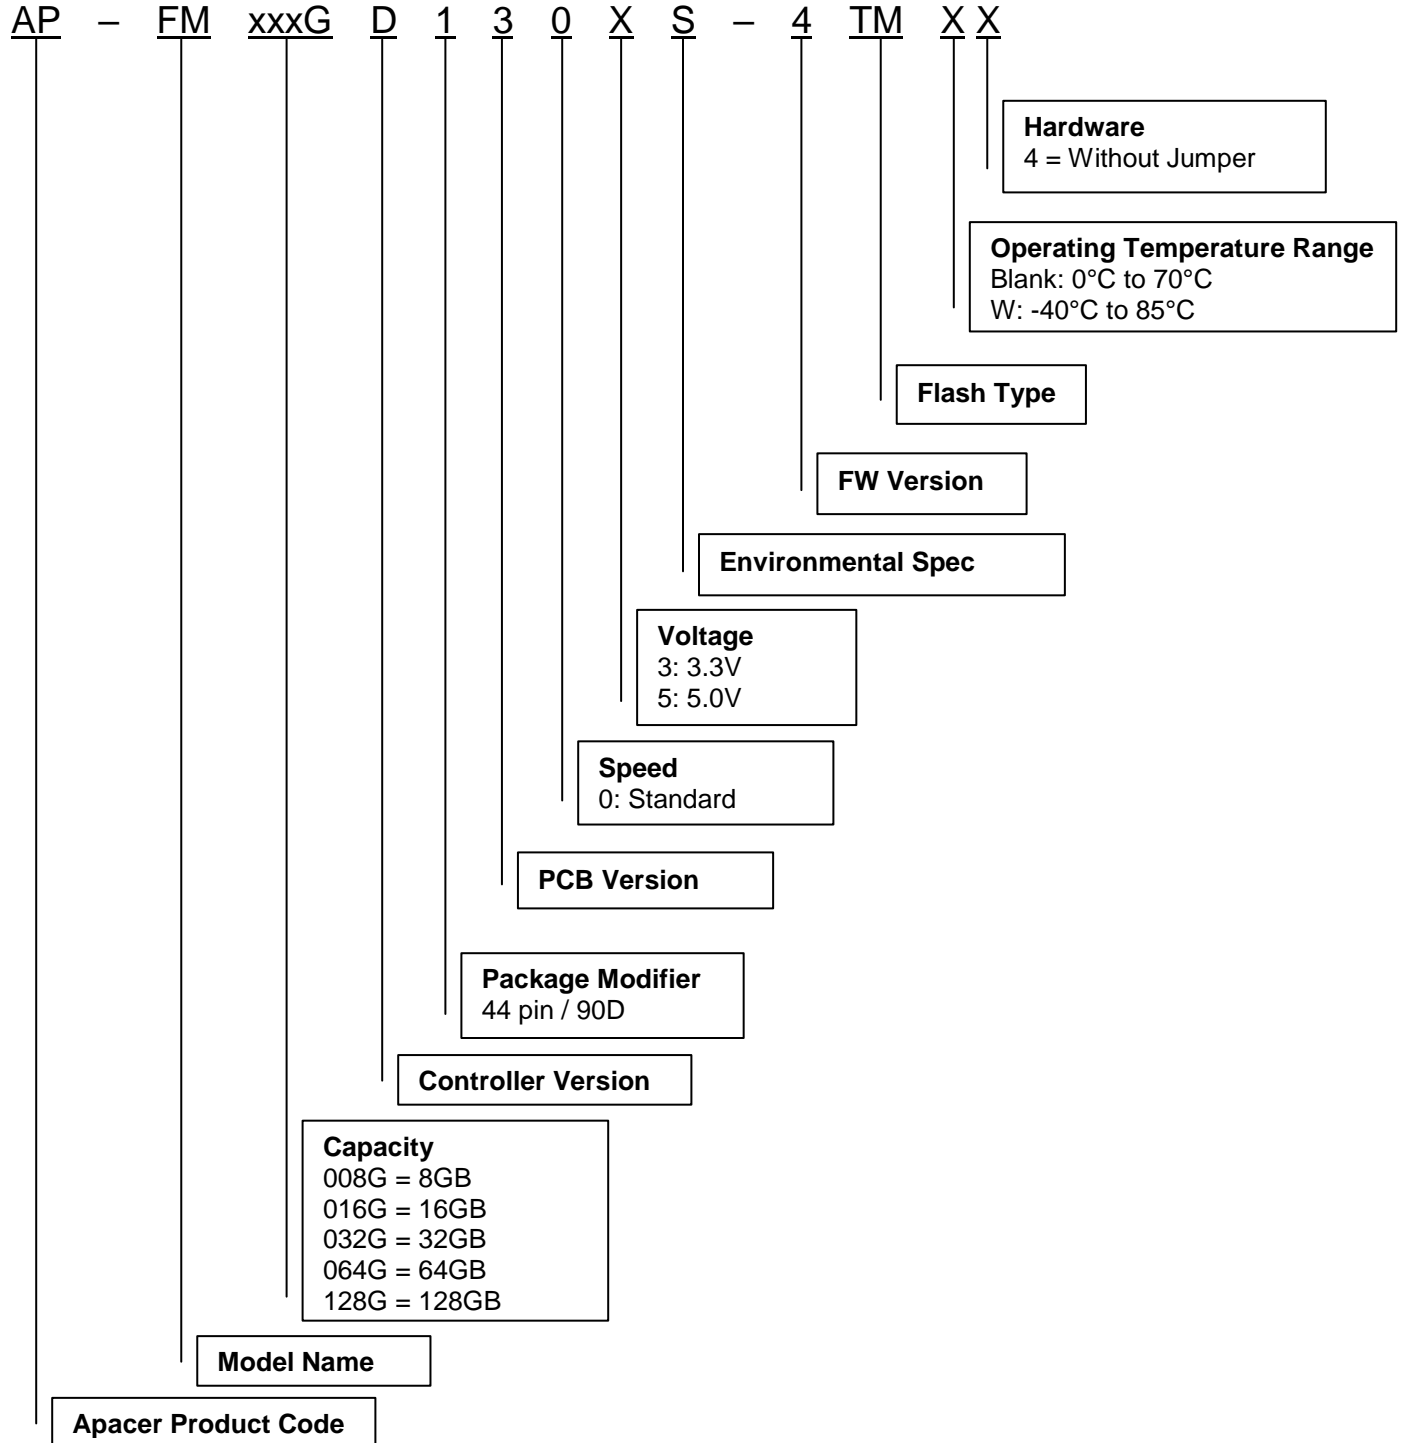 AP – FM xxxG D 1 3 0 X S – 4 TM X X
Hardware
4 = Without Jumper
Operating Temperature Range
Blank: 0°C to 70°C
W: -40°C to 85°C
Flash Type
FW Version
Environmental Spec
Voltage
3: 3.3V
5: 5.0V
Speed
0: Standard
PCB Version
Package Modifier
44 pin / 90D
Controller Version
Capacity
008G = 8GB
016G = 16GB
032G = 32GB
064G = 64GB
128G = 128GB
Model Name
Apacer Product Code